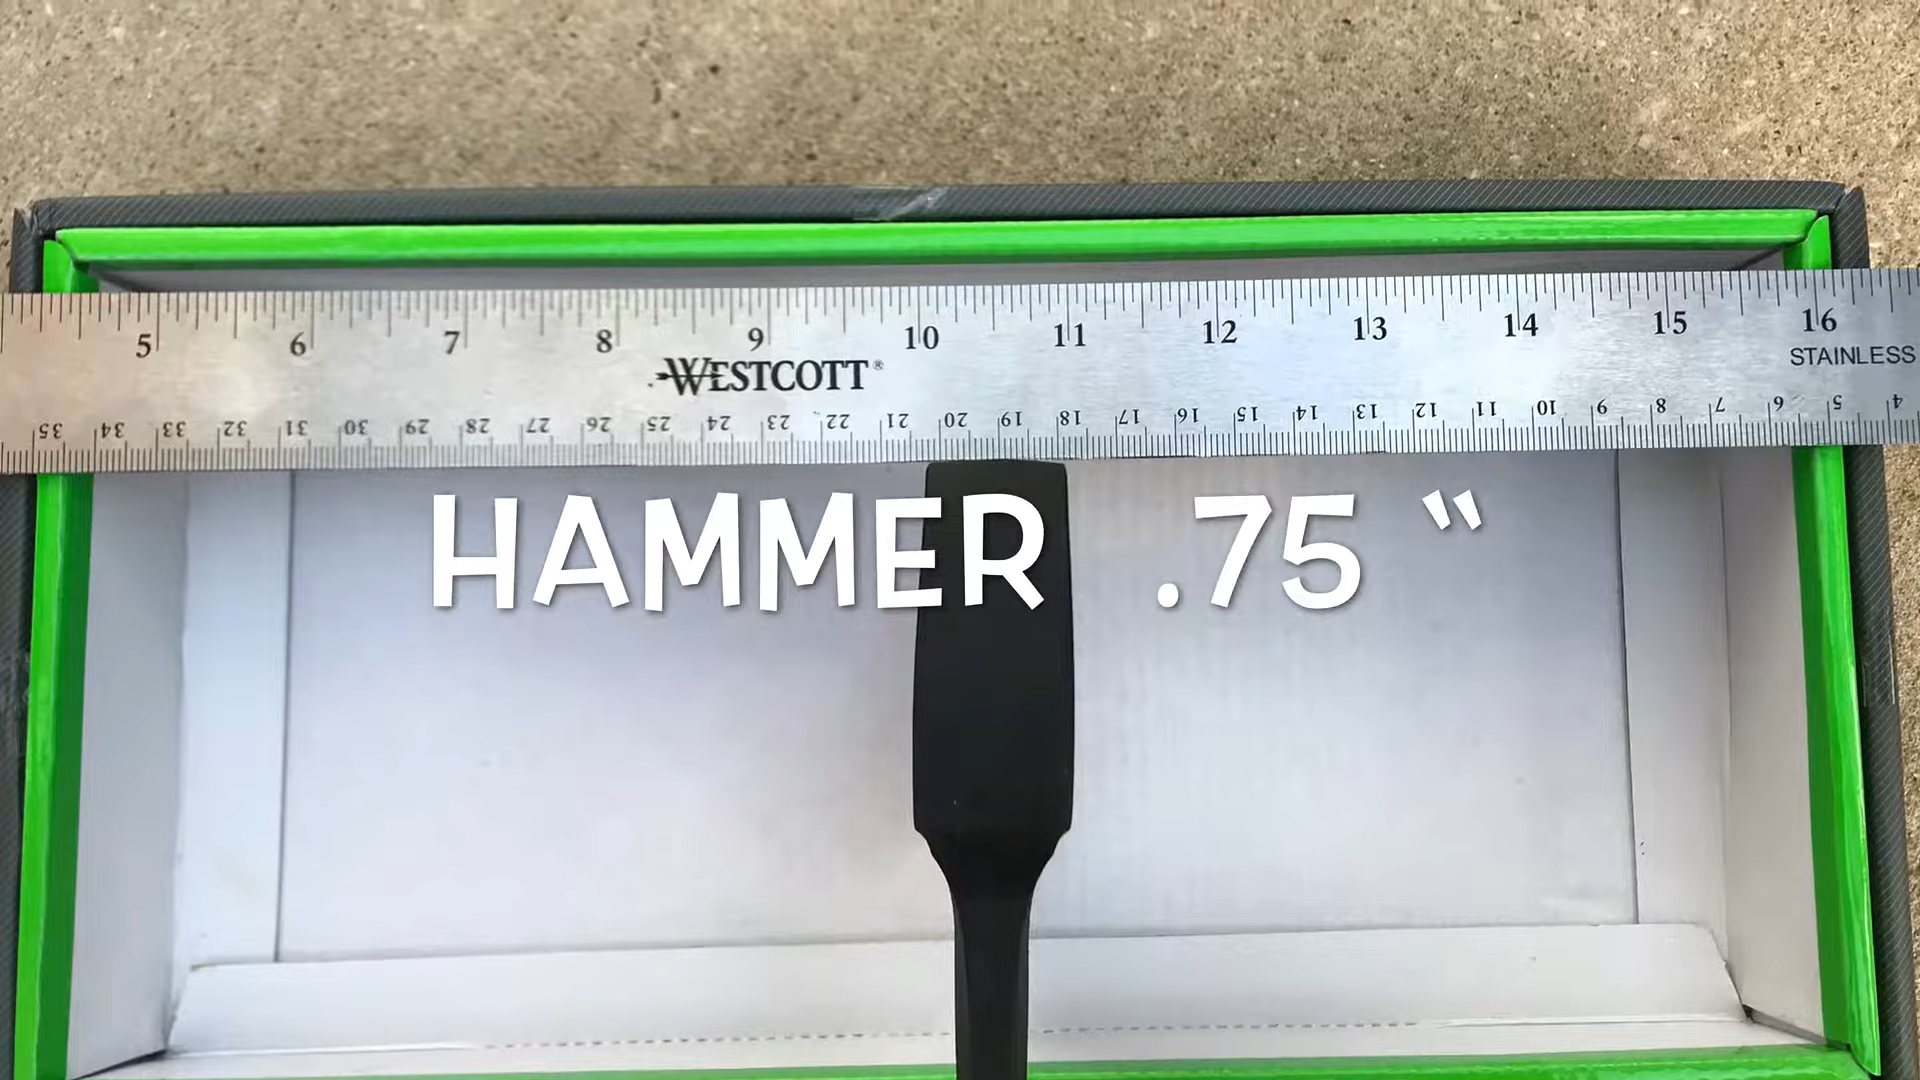 5 6 7 8 9 10 11 12 13 14 15 16
WESTCOTT®
STAINLESS
35 34 33 32 31 30 29 28 27 26 25 24 23 22 21 20 19 18 17 16 15 14 13 12 11 10 9 8 7 6 5 4
HAMMER .75 “